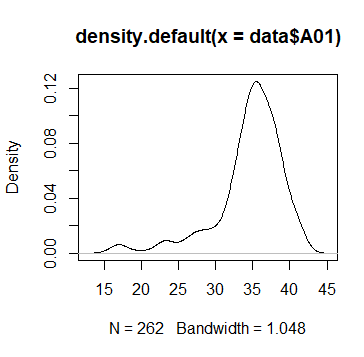 density.default(x = data$A01)
Density
0.12
0.08
0.04
0.00
15 20 25 30 35 40 45
N = 262 Bandwidth = 1.048